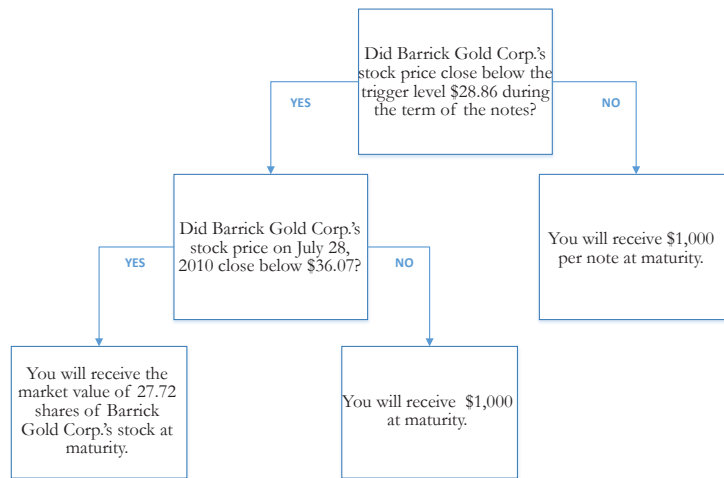 Did Barrick Gold Corp.'s
stock price close below the
trigger level $28.86 during
the term of the notes?
YES
NO
Did Barrick Gold Corp.'s
stock price on July 28,
2010 close below $36.07?
You will receive $1,000
per note at maturity.
YES
NO
You will receive the
market value of 27.72
shares of Barrick
Gold Corp.'s stock at
maturity.
You will receive $1,000
at maturity.